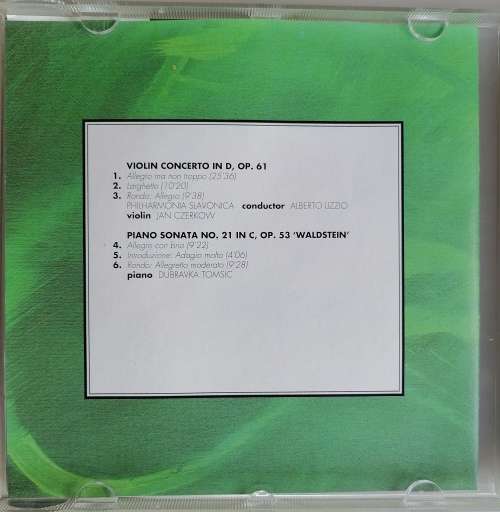 VIOLIN CONCERTO IN D, OP. 61
1. Allegro ma non troppo (25'36)
2. Larghetto (10'20)
3. Rondo: Allegro (9'38)
PHILHARMONIA SLAVONICA conductor ALBERTO LIZZIO
violin JAN CZERKOW
PIANO SONATA NO. 21 IN C, OP. 53 'WALDSTEIN'
4. Allegro con brio (9'22)
5. Introduzione: Adagio molto (4'06)
6. Rondo: Allegretto moderato (9'28)
piano DUBRAVKA TOMSIC